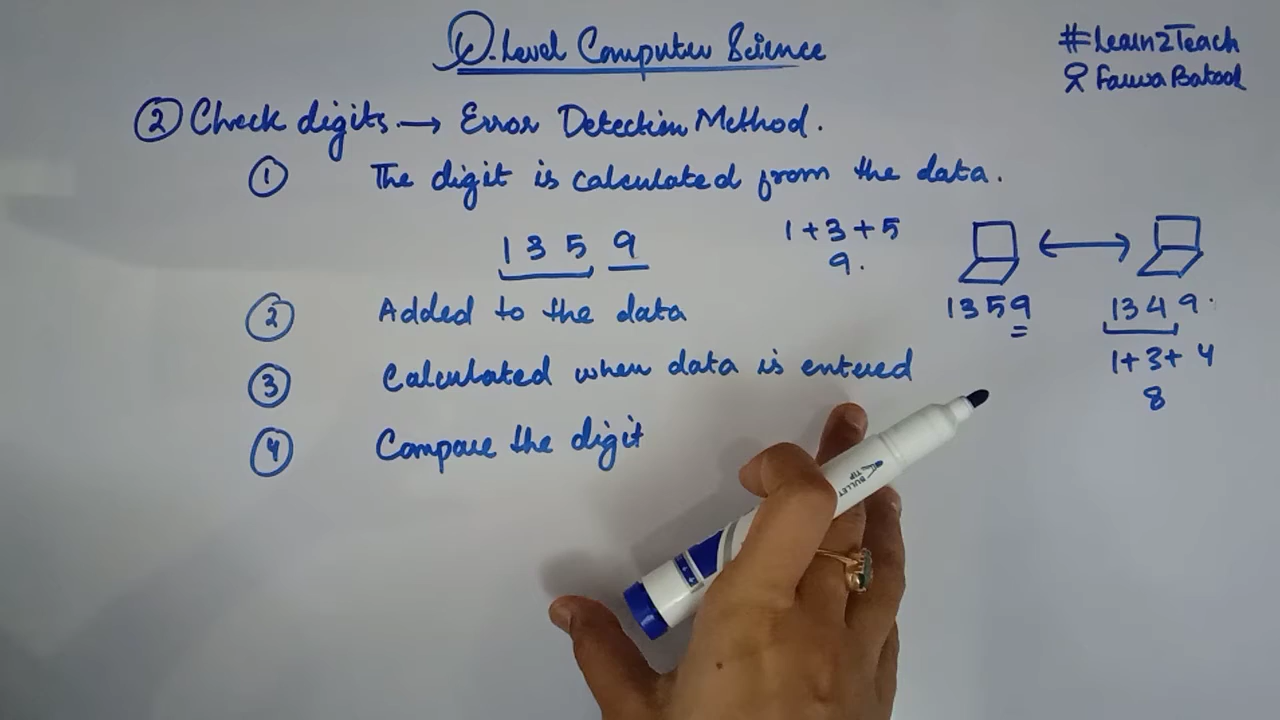 O-Level Computer Science
#Learn2Teach
Fauwa Batool
② Check digits → Error Detection Method.
① The digit is calculated from the data.
1 3 5 9
1+3+5
9.
② Added to the data
1359
1349.
1+3+4
8
③ Calculated when data is entered
④ Compare the digit
BULLET
TIP